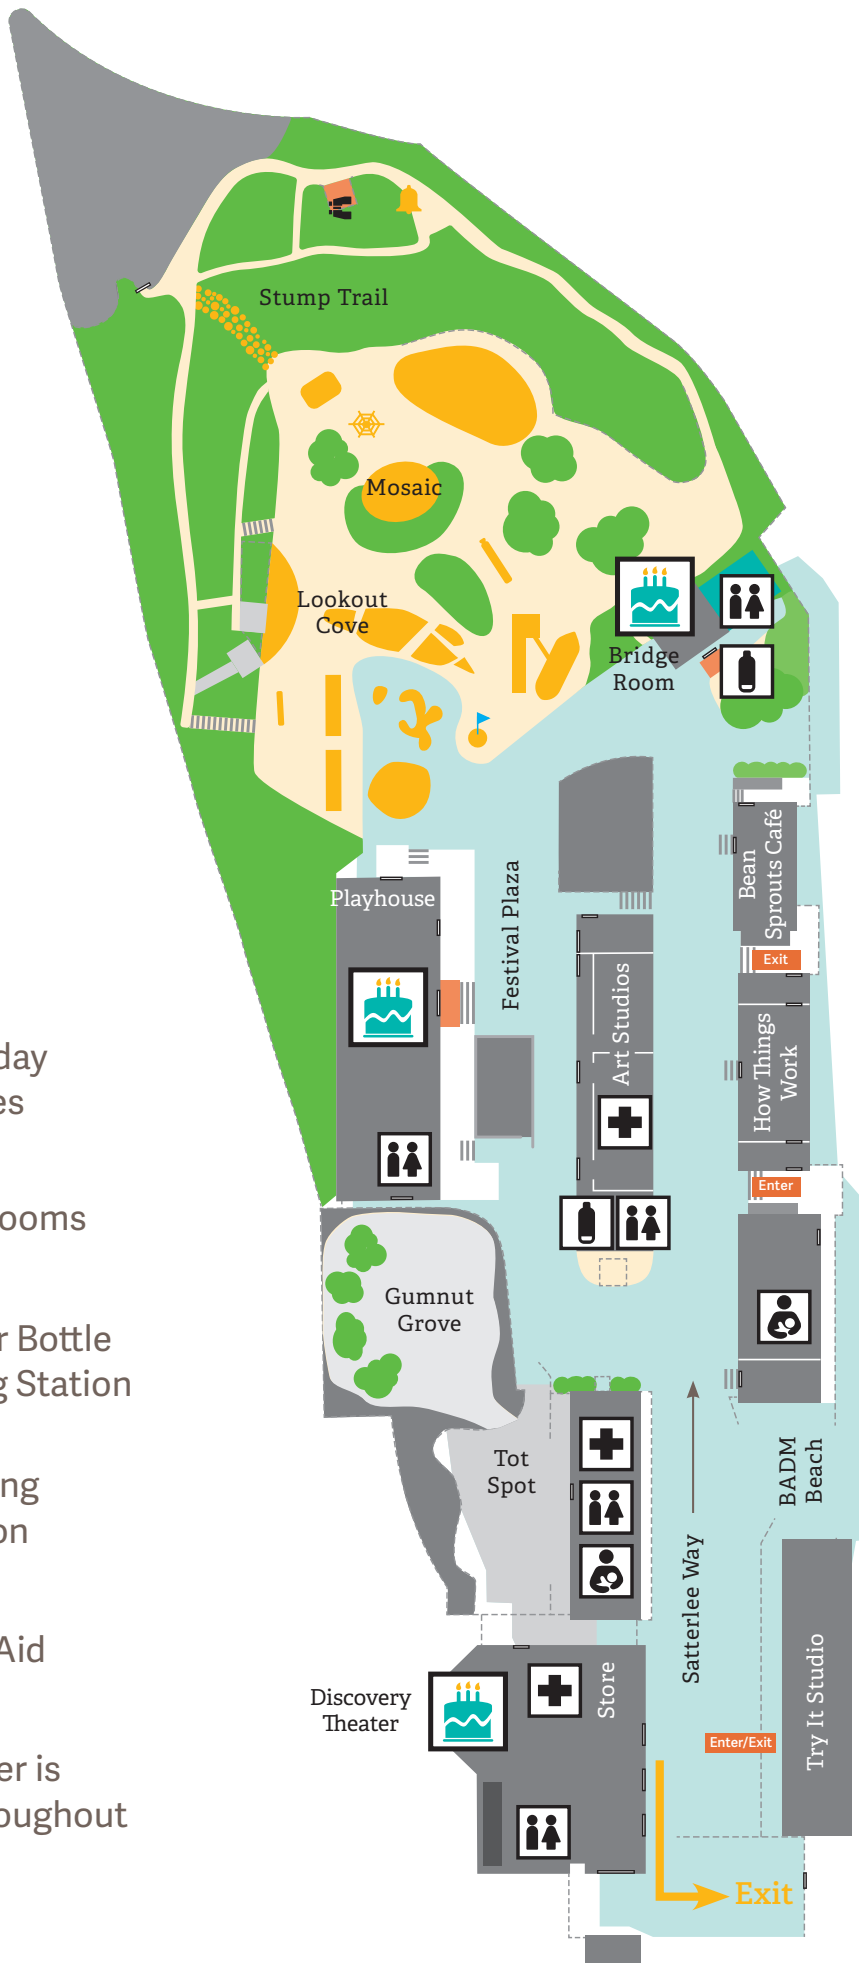 Stump Trail
Mosaic
Lookout
Cove
Bridge
Room
Bean
Sprouts Café
Playhouse
Festival Plaza
Exit
Art Studios
How Things
Work
day
es
Enter
ooms
Gumnut
Grove
r Bottle
g Station
Tot
Spot
BADM
Beach
ng
on
Satterlee Way
Aid
Store
Try It Studio
Discovery
Theater
Enter/Exit
er is
oughout
Exit